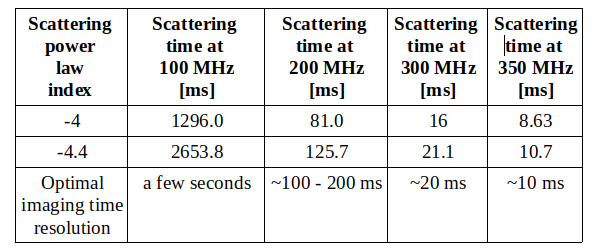 Scattering power law index	Scattering time at 100 MHz [ms]	Scattering time at 200 MHz [ms]	Scattering time at 300 MHz [ms]	Scattering time at 350 MHz [ms]
-4	1296.0	81.0	16	8.63
-4.4	2653.8	125.7	21.1	10.7
Optimal imaging time resolution	a few seconds	~100 - 200 ms	~20 ms	~10 ms